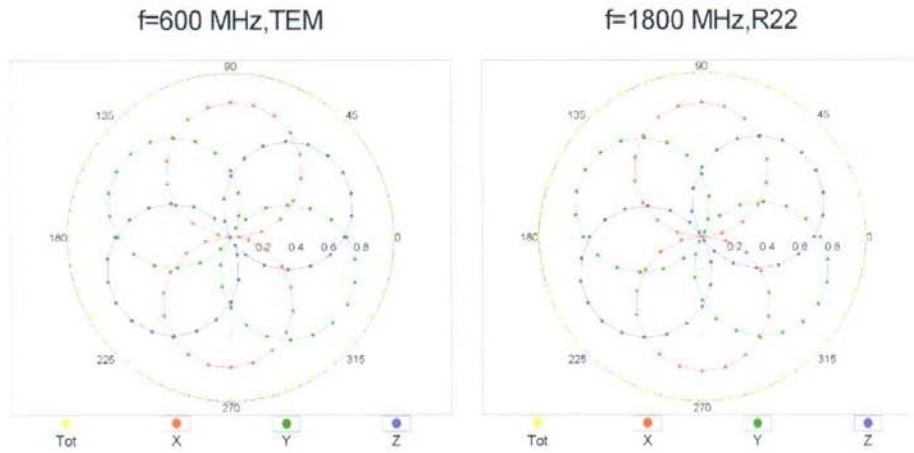 f=600 MHz,TEM f=1800 MHz,R22
90 90
135 45 135 45
180 0.2 0.4 0.6 0.8 0 180 0.2 0.4 0.6 0.8 0
225 315 225 315
270 270
Tot X Y Z Tot X Y Z